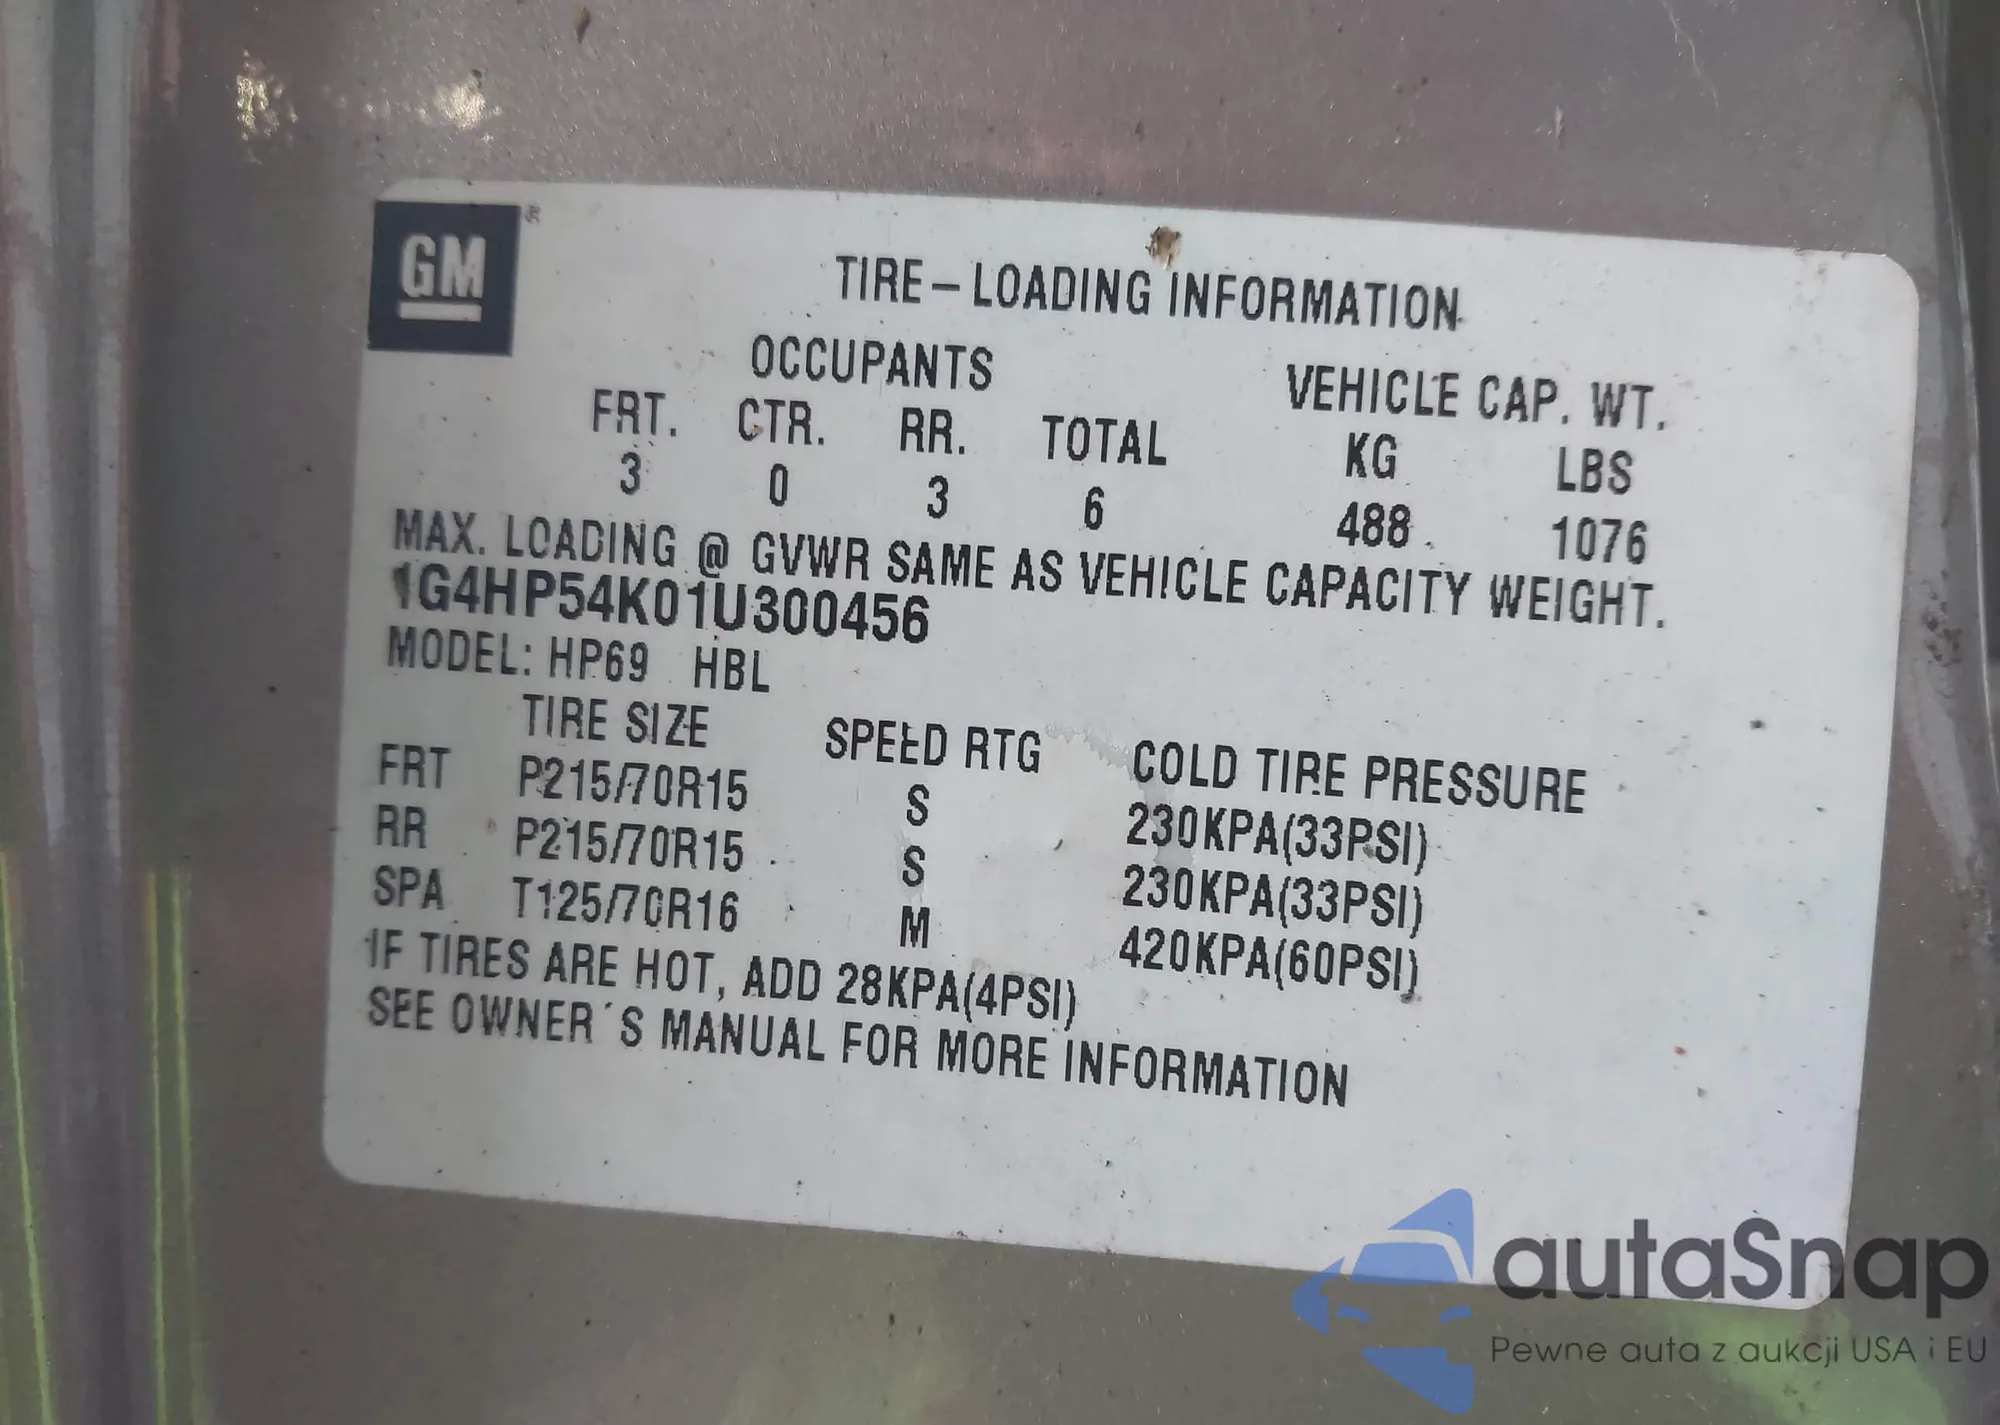 GM®
TIRE – LOADING INFORMATION
OCCUPANTS VEHICLE CAP. WT.
FRT. CTR. RR. TOTAL KG LBS
3 0 3 6 488 1076
MAX. LOADING @ GVWR SAME AS VEHICLE CAPACITY WEIGHT.
1G4HP54K01U300456
MODEL: HP69 HBL
TIRE SIZE SPEED RTG COLD TIRE PRESSURE
FRT P215/70R15 S 230KPA(33PSI)
RR P215/70R15 S 230KPA(33PSI)
SPA T125/70R16 M 420KPA(60PSI)
IF TIRES ARE HOT, ADD 28KPA(4PSI)
SEE OWNER´S MANUAL FOR MORE INFORMATION
autaSnap
Pewne auta z aukcji USA i EU